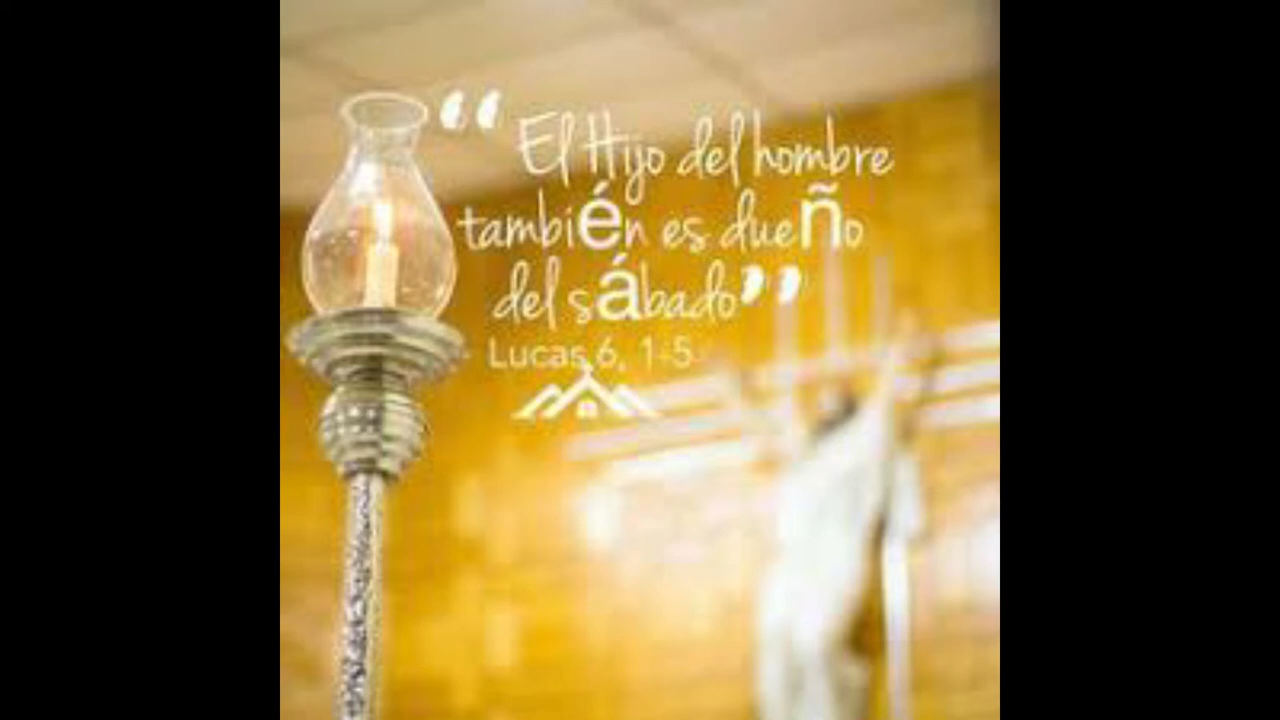 “El Hijo del hombre
también es dueño
del sábado”
Lucas 6, 1-5